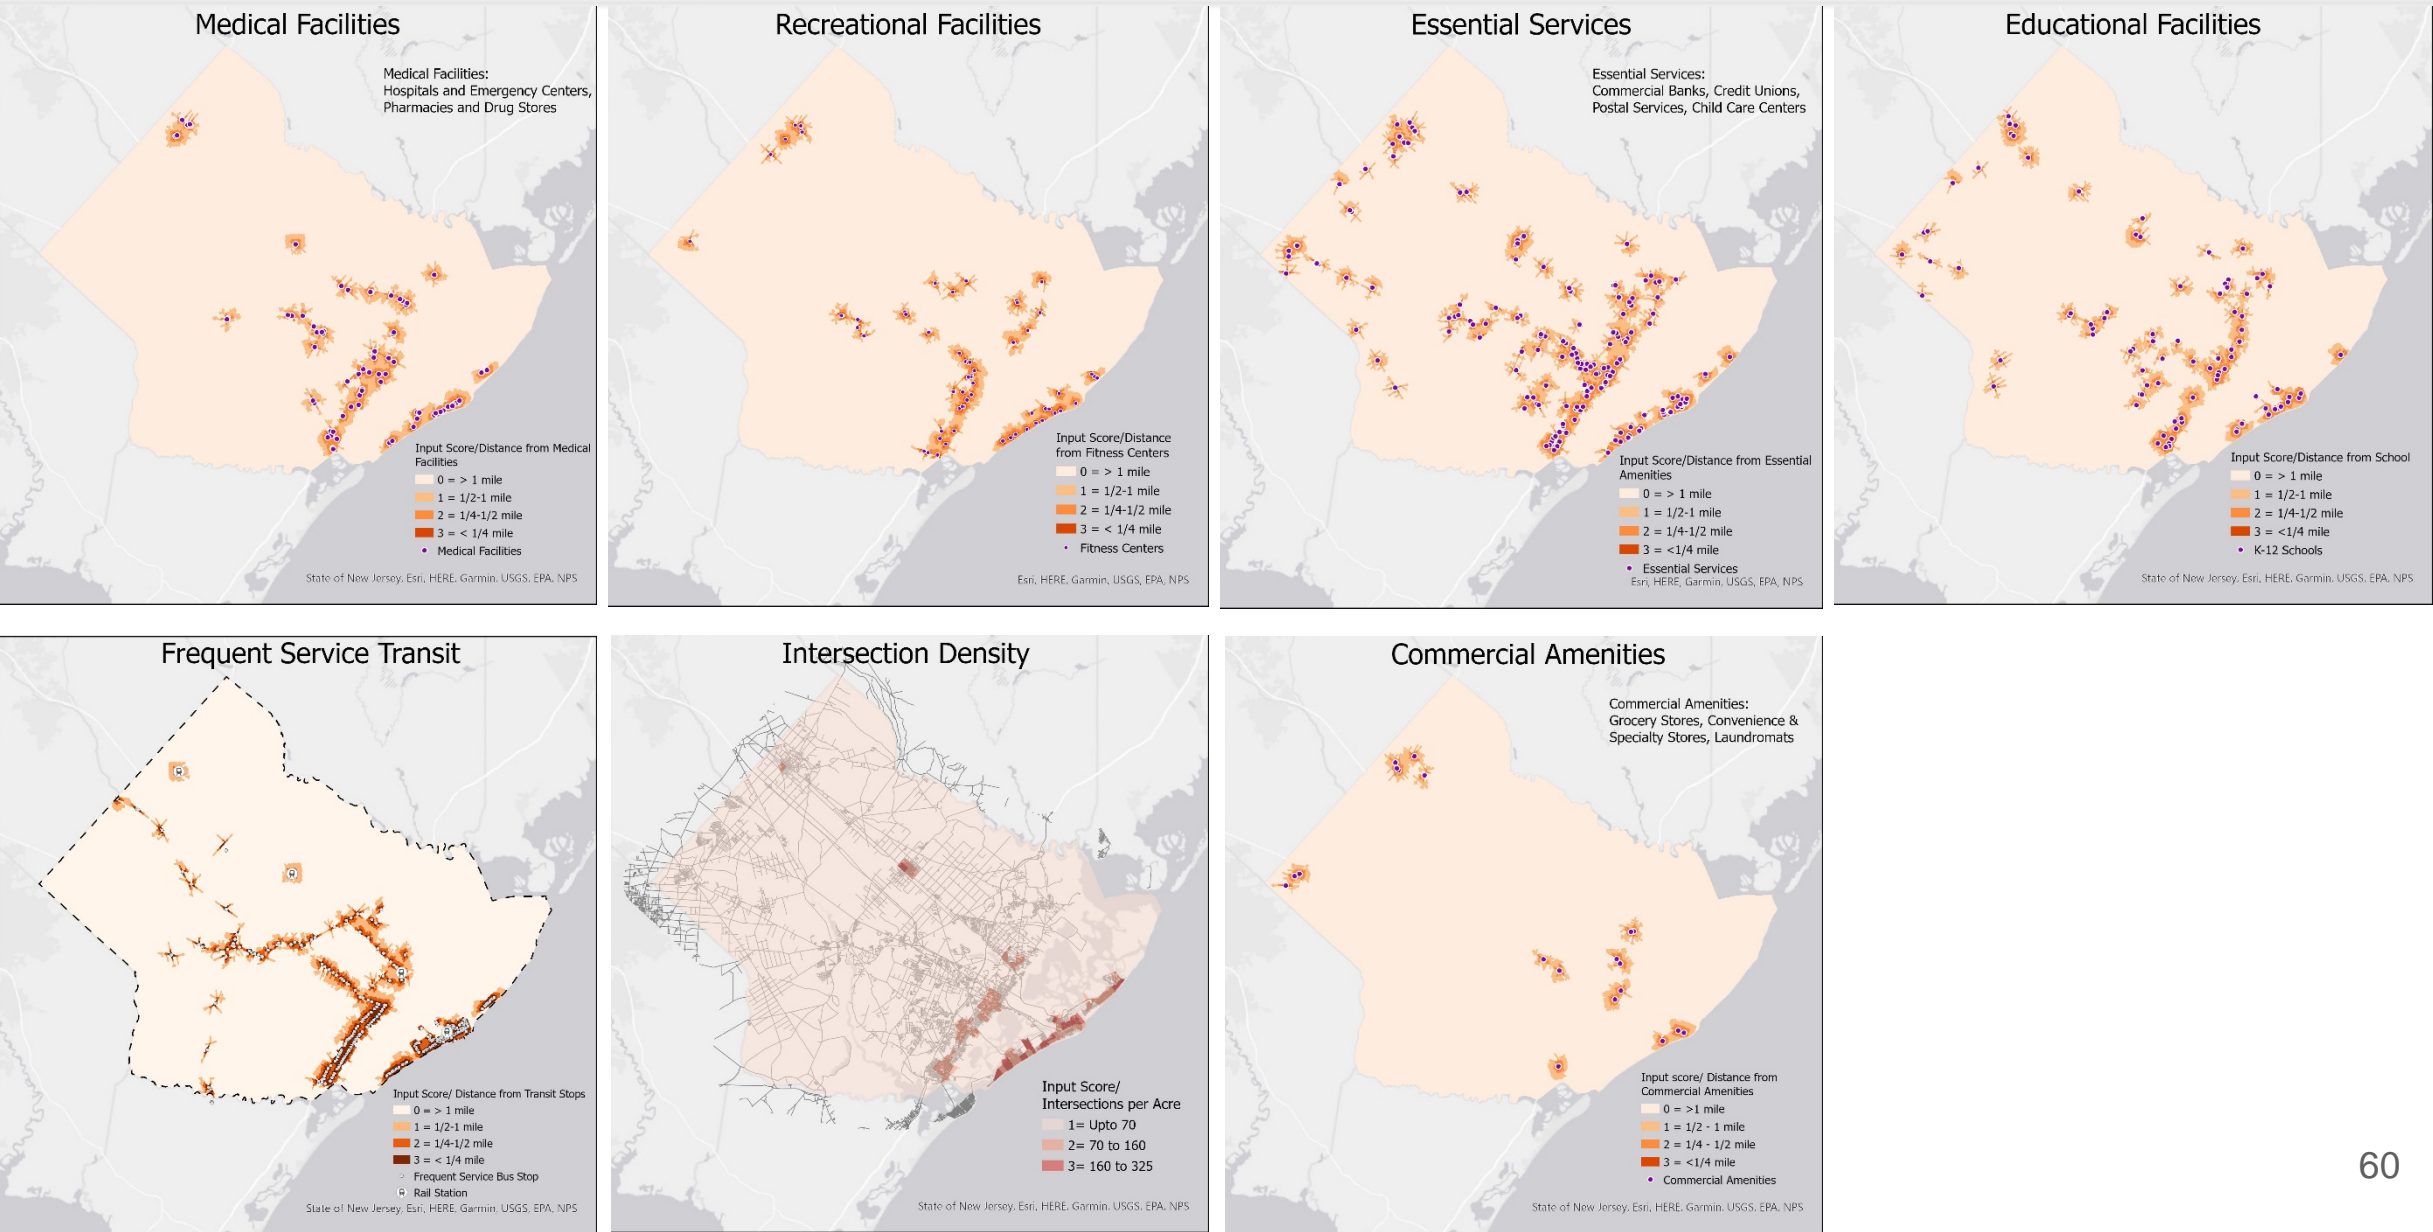 Medical Facilities
Medical Facilities:
Hospitals and Emergency Centers,
Pharmacies and Drug Stores
Input Score/Distance from Medical
Facilities
0 = > 1 mile
1 = 1/2-1 mile
2 = 1/4-1/2 mile
3 = < 1/4 mile
Medical Facilities
State of New Jersey, Esri, HERE, Garmin, USGS, EPA, NPS
Recreational Facilities
Input Score/Distance
from Fitness Centers
0 = > 1 mile
1 = 1/2-1 mile
2 = 1/4-1/2 mile
3 = < 1/4 mile
Fitness Centers
Esri, HERE, Garmin, USGS, EPA, NPS
Essential Services
Essential Services:
Commercial Banks, Credit Unions,
Postal Services, Child Care Centers
Input Score/Distance from Essential
Amenities
0 = > 1 mile
1 = 1/2-1 mile
2 = 1/4-1/2 mile
3 = <1/4 mile
Essential Services
Esri, HERE, Garmin, USGS, EPA, NPS
Educational Facilities
Input Score/Distance from School
0 = > 1 mile
1 = 1/2-1 mile
2 = 1/4-1/2 mile
3 = <1/4 mile
K-12 Schools
State of New Jersey, Esri, HERE, Garmin, USGS, EPA, NPS
Frequent Service Transit
Input Score/ Distance from Transit Stops
0 = > 1 mile
1 = 1/2-1 mile
2 = 1/4-1/2 mile
3 = < 1/4 mile
Frequent Service Bus Stop
Rail Station
State of New Jersey, Esri, HERE, Garmin, USGS, EPA, NPS
Intersection Density
Input Score/
Intersections per Acre
1= Upto 70
2= 70 to 160
3= 160 to 325
State of New Jersey, Esri, HERE, Garmin, USGS, EPA, NPS
Commercial Amenities
Commercial Amenities:
Grocery Stores, Convenience &
Specialty Stores, Laundromats
Input score/ Distance from
Commercial Amenities
0 = >1 mile
1 = 1/2 - 1 mile
2 = 1/4 - 1/2 mile
3 = <1/4 mile
Commercial Amenities
State of New Jersey, Esri, HERE, Garmin, USGS, EPA, NPS
60